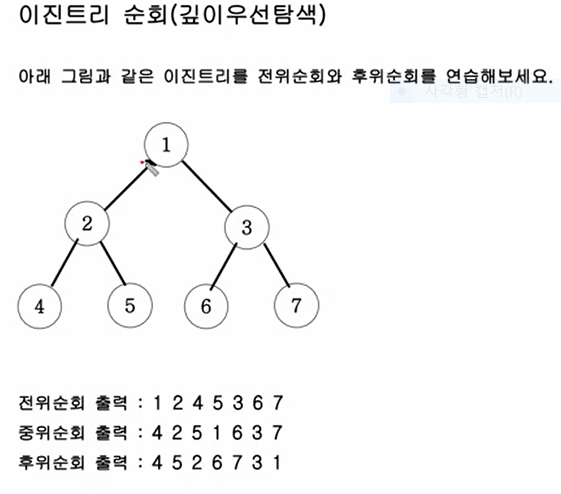 이진트리 순회(깊이우선탐색)
아래 그림과 같은 이진트리를 전위순회와 후위순회를 연습해보세요.
사각형 캡처(R)
1
2
3
4
5
6
7
전위순회 출력 : 1 2 4 5 3 6 7
중위순회 출력 : 4 2 5 1 6 3 7
후위순회 출력 : 4 5 2 6 7 3 1